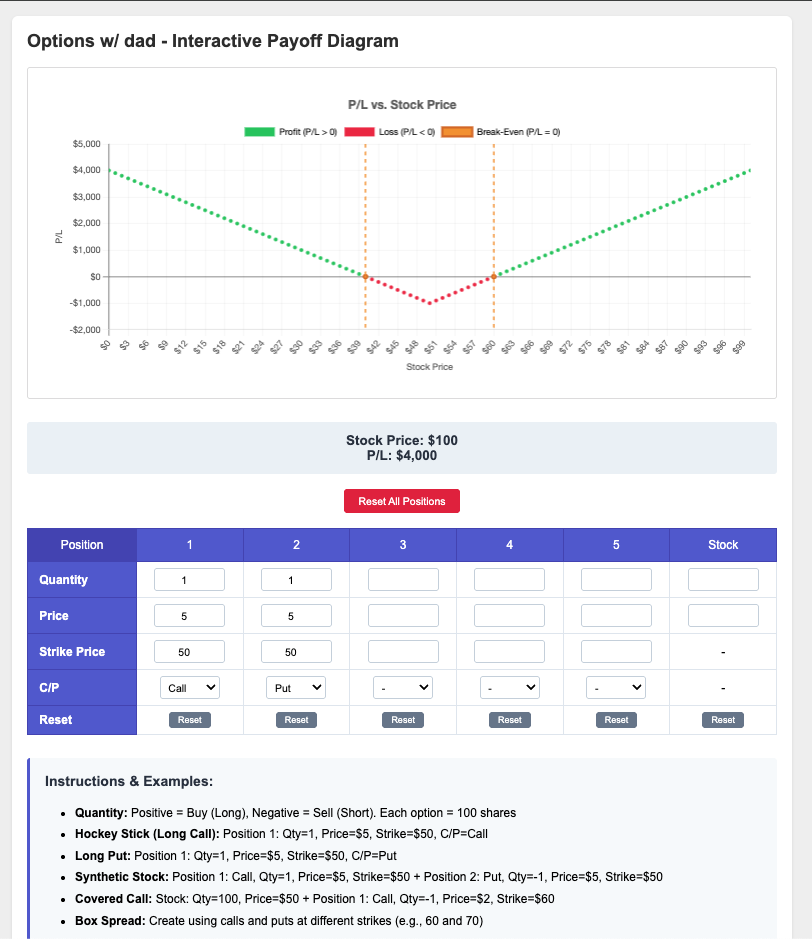 Options w/ dad - Interactive Payoff Diagram
P/L vs. Stock Price
Profit (P/L > 0) Loss (P/L < 0) Break-Even (P/L = 0)
$5,000
$4,000
$3,000
$2,000
$1,000
$0
-$1,000
-$2,000
P/L
$0 $3 $6 $9 $12 $15 $18 $21 $24 $27 $30 $33 $36 $39 $42 $45 $48 $51 $54 $57 $60 $63 $66 $69 $72 $75 $78 $81 $84 $87 $90 $93 $96 $99
Stock Price
Stock Price: $100
P/L: $4,000
Reset All Positions
Position 1 2 3 4 5 Stock
Quantity 1 1
Price 5 5
Strike Price 50 50 -
C/P Call Put - - - -
Reset Reset Reset Reset Reset Reset Reset
Instructions & Examples:
• Quantity: Positive = Buy (Long), Negative = Sell (Short). Each option = 100 shares
• Hockey Stick (Long Call): Position 1: Qty=1, Price=$5, Strike=$50, C/P=Call
• Long Put: Position 1: Qty=1, Price=$5, Strike=$50, C/P=Put
• Synthetic Stock: Position 1: Call, Qty=1, Price=$5, Strike=$50 + Position 2: Put, Qty=-1, Price=$5, Strike=$50
• Covered Call: Stock: Qty=100, Price=$50 + Position 1: Call, Qty=-1, Price=$2, Strike=$60
• Box Spread: Create using calls and puts at different strikes (e.g., 60 and 70)